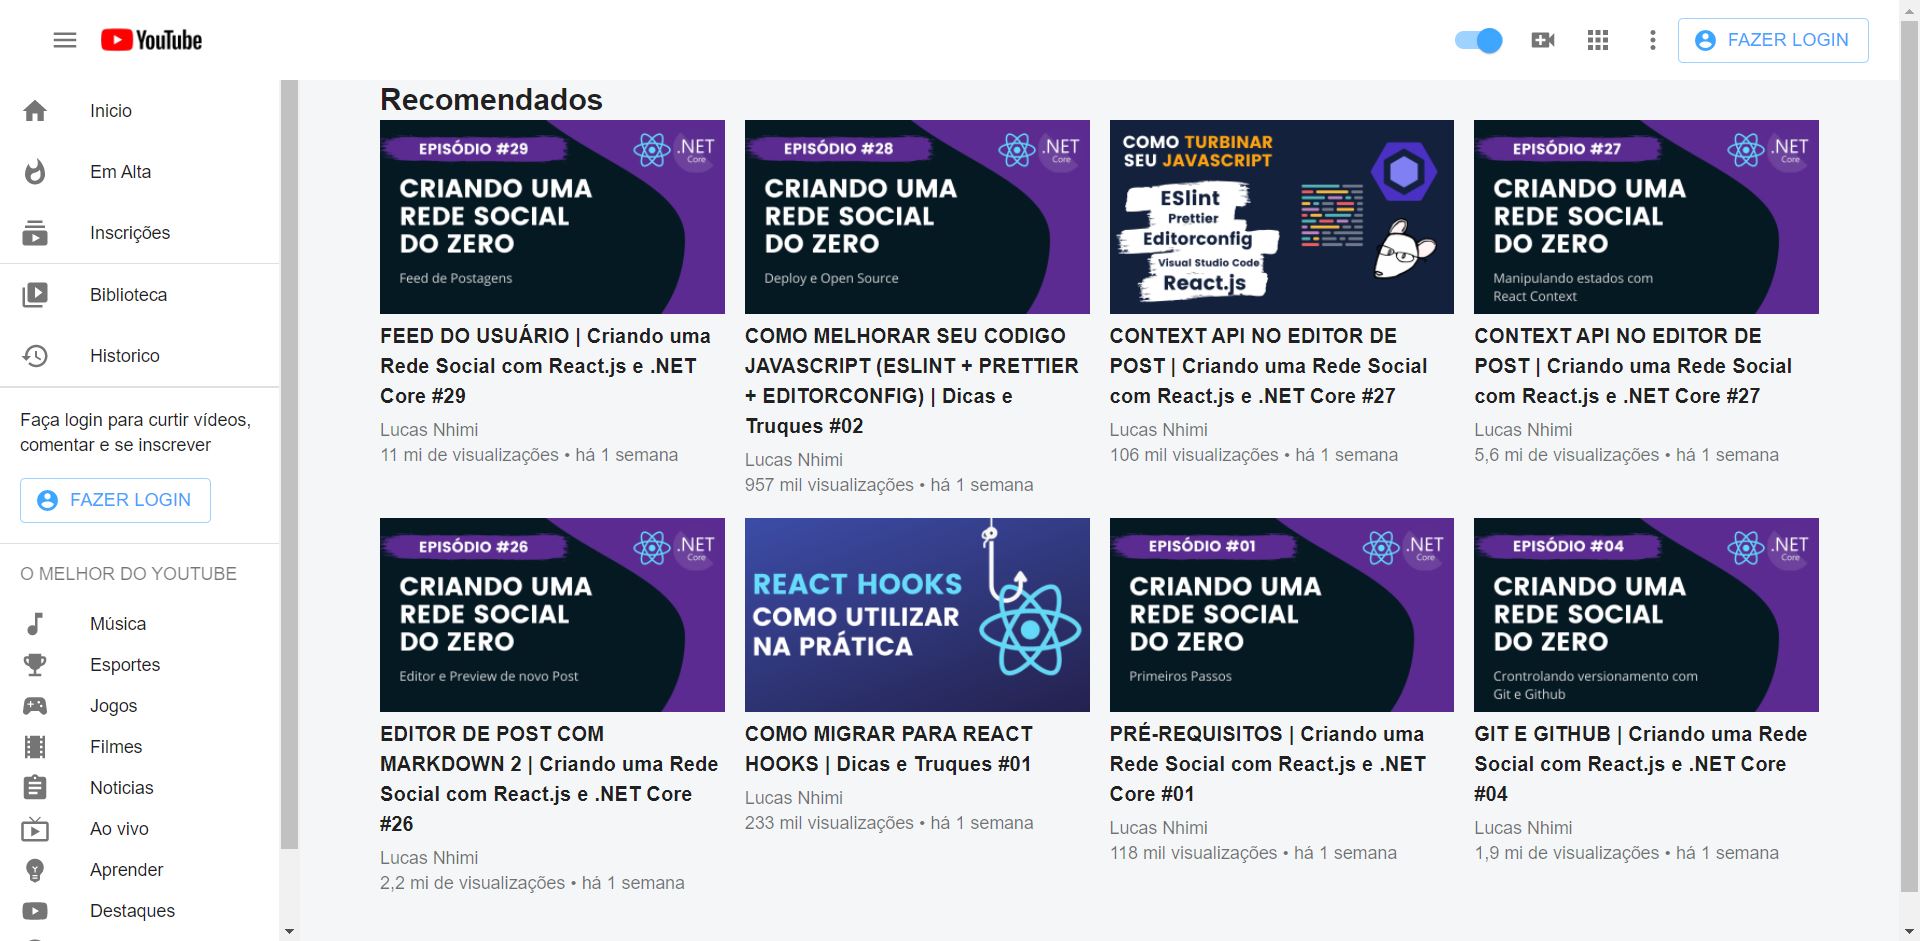 YouTube
FAZER LOGIN
Inicio
Em Alta
Inscrições
Biblioteca
Historico
Faça login para curtir vídeos,
comentar e se inscrever
FAZER LOGIN
O MELHOR DO YOUTUBE
Música
Esportes
Jogos
Filmes
Noticias
Ao vivo
Aprender
Destaques
Recomendados
EPISÓDIO #29
.NET
Core
CRIANDO UMA
REDE SOCIAL
DO ZERO
Feed de Postagens
FEED DO USUÁRIO | Criando uma
Rede Social com React.js e .NET
Core #29
Lucas Nhimi
11 mi de visualizações • há 1 semana
EPISÓDIO #28
.NET
Core
CRIANDO UMA
REDE SOCIAL
DO ZERO
Deploy e Open Source
COMO MELHORAR SEU CODIGO
JAVASCRIPT (ESLINT + PRETTIER
+ EDITORCONFIG) | Dicas e
Truques #02
Lucas Nhimi
957 mil visualizações • há 1 semana
COMO TURBINAR
SEU JAVASCRIPT
ESlint
Prettier
Editorconfig
Visual Studio Code
React.js
CONTEXT API NO EDITOR DE
POST | Criando uma Rede Social
com React.js e .NET Core #27
Lucas Nhimi
106 mil visualizações • há 1 semana
EPISÓDIO #27
.NET
Core
CRIANDO UMA
REDE SOCIAL
DO ZERO
Manipulando estados com
React Context
CONTEXT API NO EDITOR DE
POST | Criando uma Rede Social
com React.js e .NET Core #27
Lucas Nhimi
5,6 mi de visualizações • há 1 semana
EPISÓDIO #26
.NET
Core
CRIANDO UMA
REDE SOCIAL
DO ZERO
Editor e Preview de novo Post
EDITOR DE POST COM
MARKDOWN 2 | Criando uma Rede
Social com React.js e .NET Core
#26
Lucas Nhimi
2,2 mi de visualizações • há 1 semana
REACT HOOKS
COMO UTILIZAR
NA PRÁTICA
COMO MIGRAR PARA REACT
HOOKS | Dicas e Truques #01
Lucas Nhimi
233 mil visualizações • há 1 semana
EPISÓDIO #01
.NET
Core
CRIANDO UMA
REDE SOCIAL
DO ZERO
Primeiros Passos
PRÉ-REQUISITOS | Criando uma
Rede Social com React.js e .NET
Core #01
Lucas Nhimi
118 mil visualizações • há 1 semana
EPISÓDIO #04
.NET
Core
CRIANDO UMA
REDE SOCIAL
DO ZERO
Crontrolando versionamento com
Git e Github
GIT E GITHUB | Criando uma Rede
Social com React.js e .NET Core
#04
Lucas Nhimi
1,9 mi de visualizações • há 1 semana